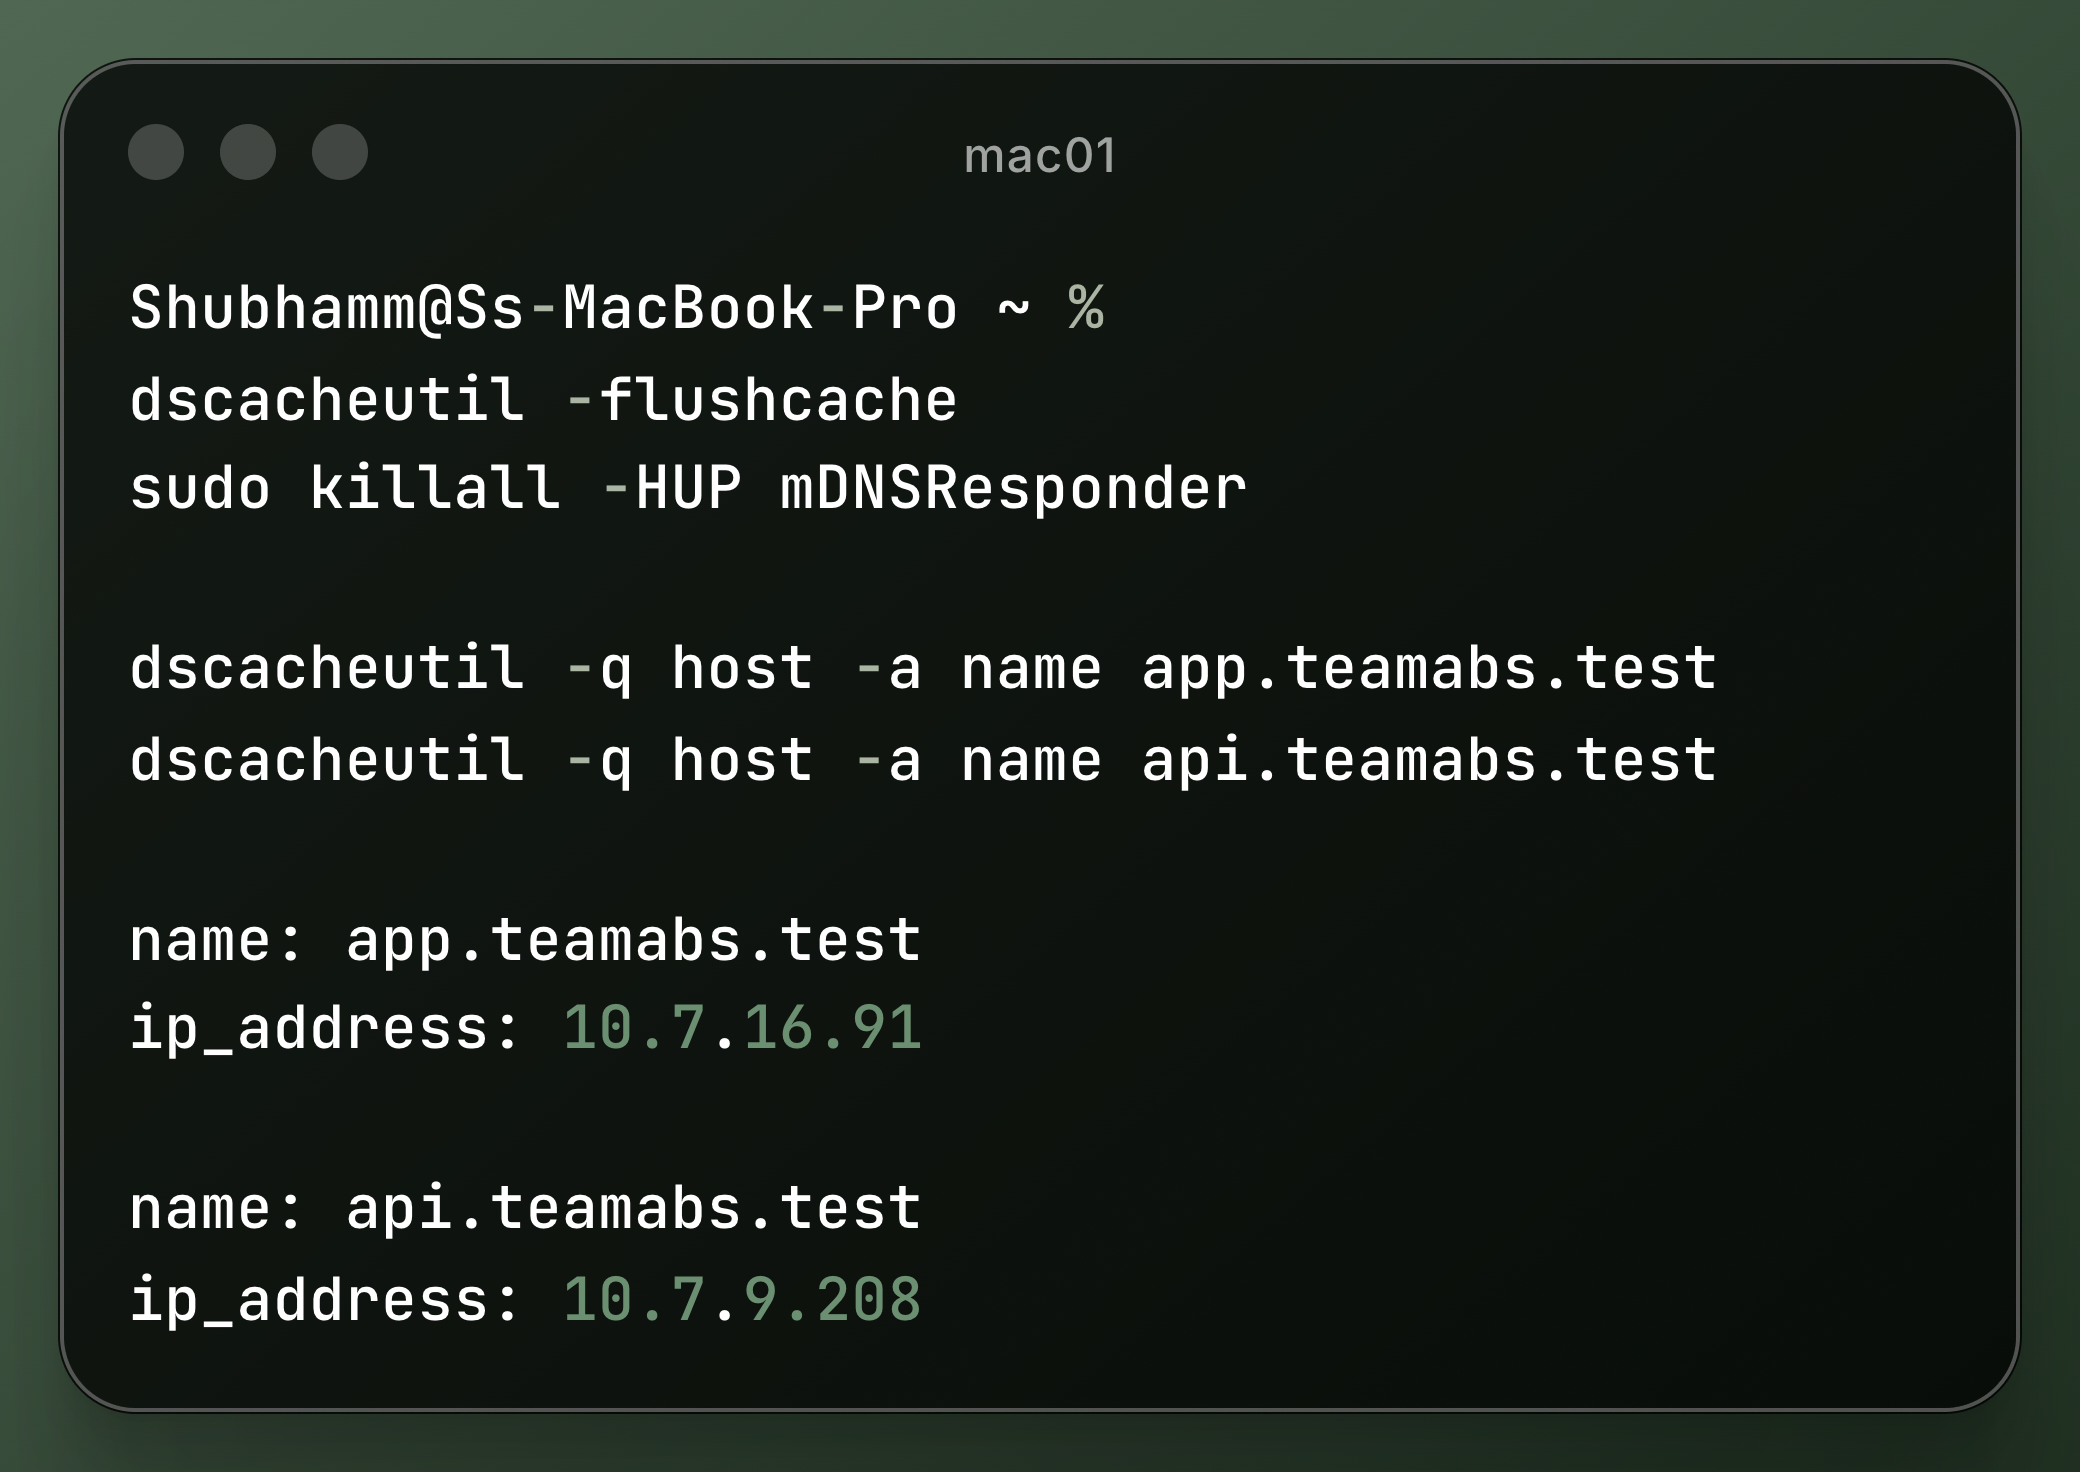 mac01
Shubhamm@Ss-MacBook-Pro ~ %
dscacheutil -flushcache
sudo killall -HUP mDNSResponder
dscacheutil -q host -a name app.teamabs.test
dscacheutil -q host -a name api.teamabs.test
name: app.teamabs.test
ip_address: 10.7.16.91
name: api.teamabs.test
ip_address: 10.7.9.208